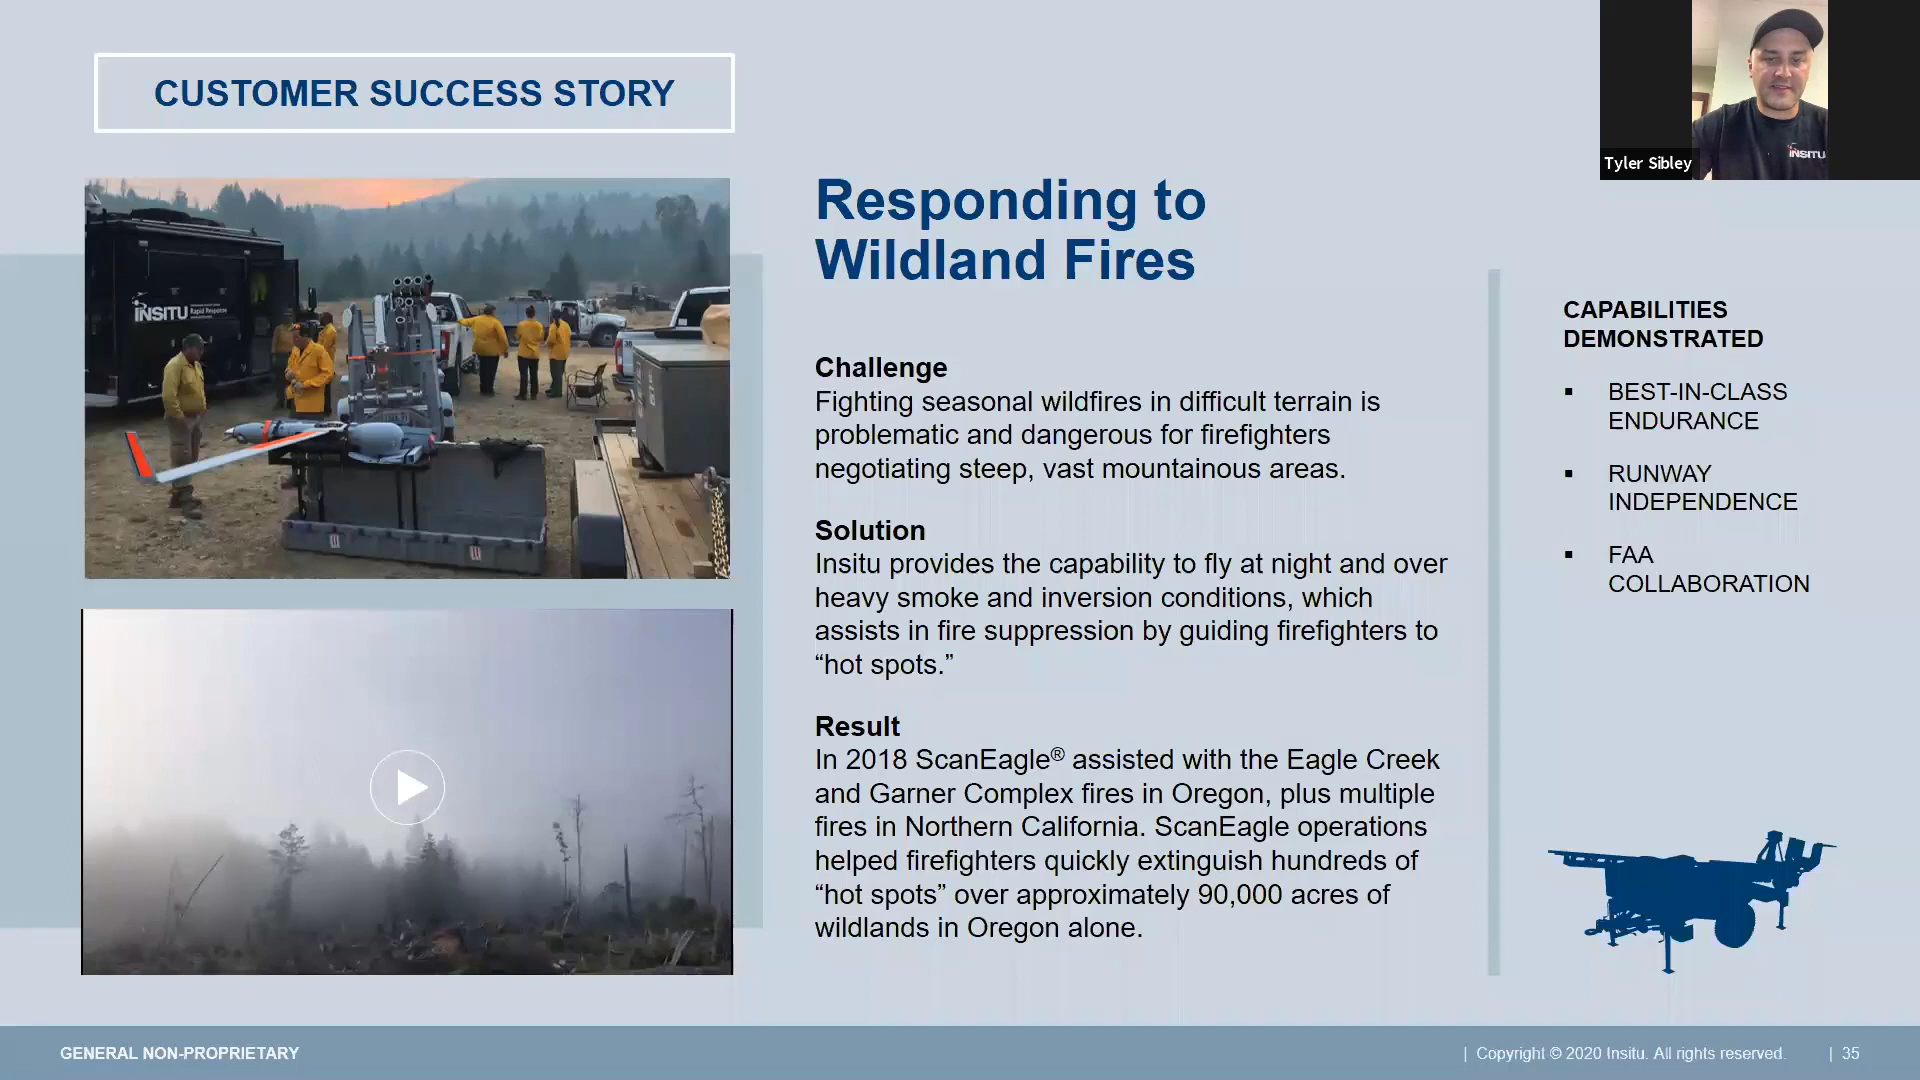 CUSTOMER SUCCESS STORY
INSITU
Rapid Response
Responding to
Wildland Fires
Challenge
Fighting seasonal wildfires in difficult terrain is
problematic and dangerous for firefighters
negotiating steep, vast mountainous areas.
Solution
Insitu provides the capability to fly at night and over
heavy smoke and inversion conditions, which
assists in fire suppression by guiding firefighters to
“hot spots.”
Result
In 2018 ScanEagle® assisted with the Eagle Creek
and Garner Complex fires in Oregon, plus multiple
fires in Northern California. ScanEagle operations
helped firefighters quickly extinguish hundreds of
“hot spots” over approximately 90,000 acres of
wildlands in Oregon alone.
INSITU
Tyler Sibley
CAPABILITIES
DEMONSTRATED
▪ BEST-IN-CLASS
ENDURANCE
▪ RUNWAY
INDEPENDENCE
▪ FAA
COLLABORATION
GENERAL NON-PROPRIETARY
| Copyright © 2020 Insitu. All rights reserved. | 35